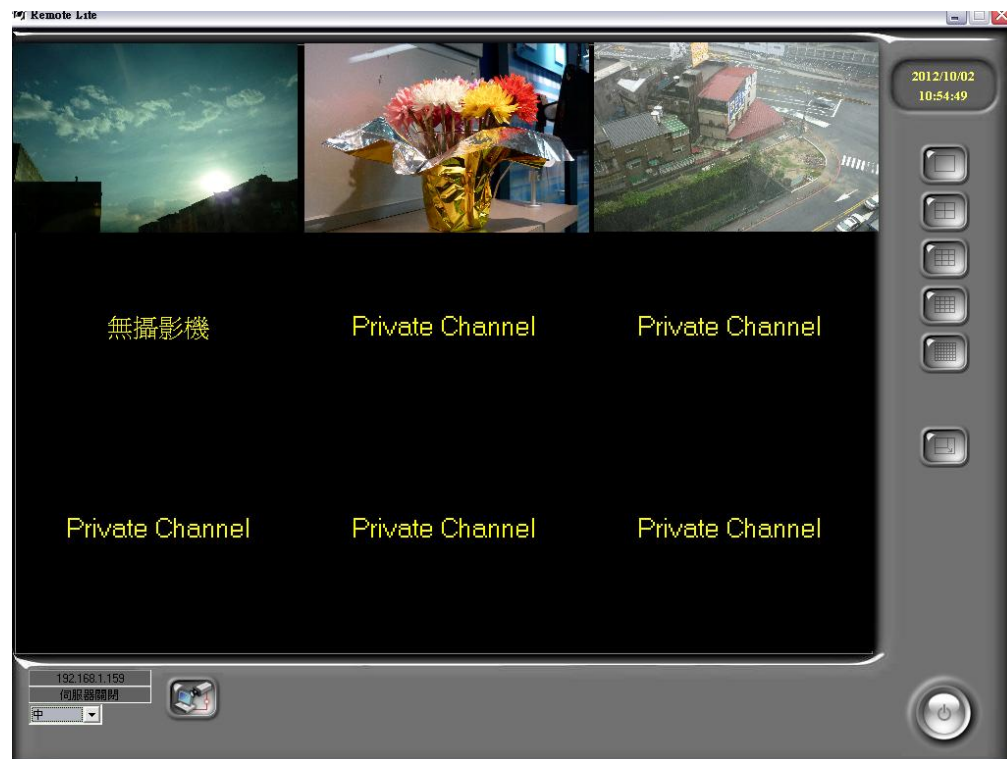 Remote Lite
2012/10/02
10:54:49
無攝影機
Private Channel
Private Channel
Private Channel
Private Channel
Private Channel
192.168.1.159
伺服器關閉
中